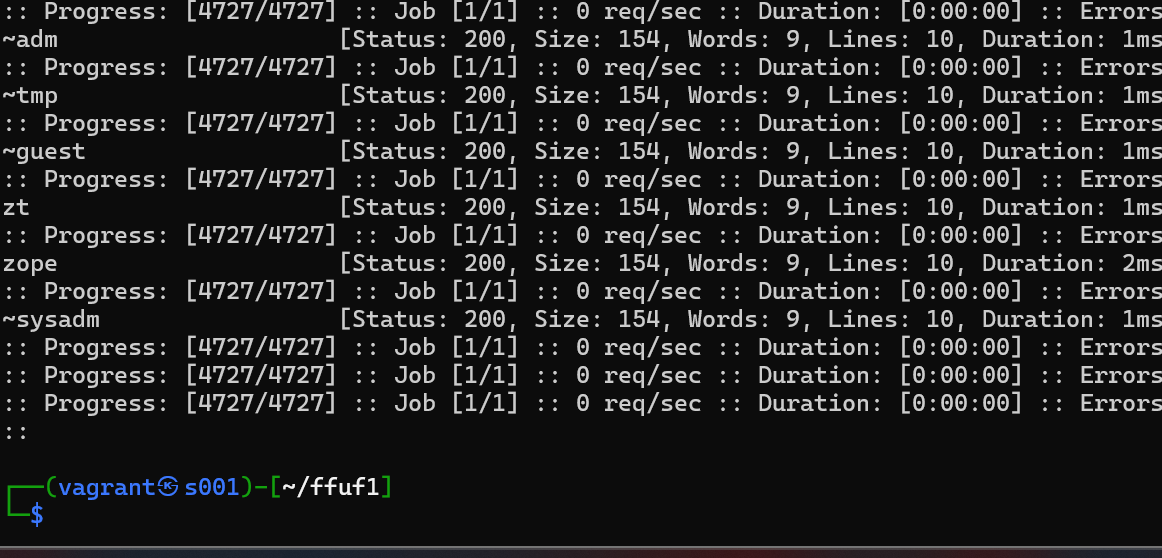 :: Progress: [4727/4727] :: Job [1/1] :: 0 req/sec :: Duration: [0:00:00] :: Errors
~adm                    [Status: 200, Size: 154, Words: 9, Lines: 10, Duration: 1ms
:: Progress: [4727/4727] :: Job [1/1] :: 0 req/sec :: Duration: [0:00:00] :: Errors
~tmp                    [Status: 200, Size: 154, Words: 9, Lines: 10, Duration: 1ms
:: Progress: [4727/4727] :: Job [1/1] :: 0 req/sec :: Duration: [0:00:00] :: Errors
~guest                  [Status: 200, Size: 154, Words: 9, Lines: 10, Duration: 1ms
:: Progress: [4727/4727] :: Job [1/1] :: 0 req/sec :: Duration: [0:00:00] :: Errors
zt                      [Status: 200, Size: 154, Words: 9, Lines: 10, Duration: 1ms
:: Progress: [4727/4727] :: Job [1/1] :: 0 req/sec :: Duration: [0:00:00] :: Errors
zope                    [Status: 200, Size: 154, Words: 9, Lines: 10, Duration: 2ms
:: Progress: [4727/4727] :: Job [1/1] :: 0 req/sec :: Duration: [0:00:00] :: Errors
~sysadm                 [Status: 200, Size: 154, Words: 9, Lines: 10, Duration: 1ms
:: Progress: [4727/4727] :: Job [1/1] :: 0 req/sec :: Duration: [0:00:00] :: Errors
:: Progress: [4727/4727] :: Job [1/1] :: 0 req/sec :: Duration: [0:00:00] :: Errors
:: Progress: [4727/4727] :: Job [1/1] :: 0 req/sec :: Duration: [0:00:00] :: Errors
::
┌──(vagrant㉿s001)-[~/ffuf1]
└─$